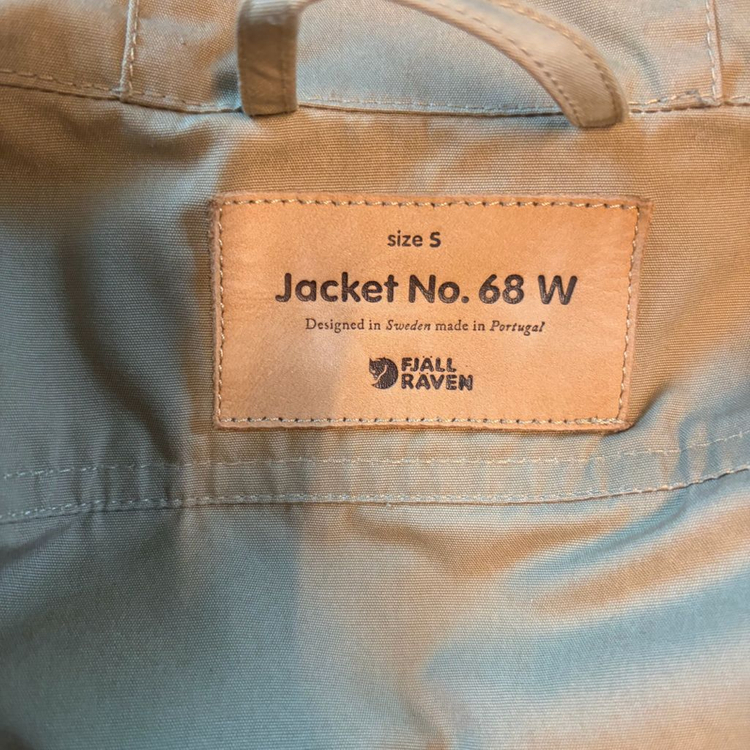 size S
Jacket No. 68 W
Designed in Sweden made in Portugal
FJÄLL
RÄVEN